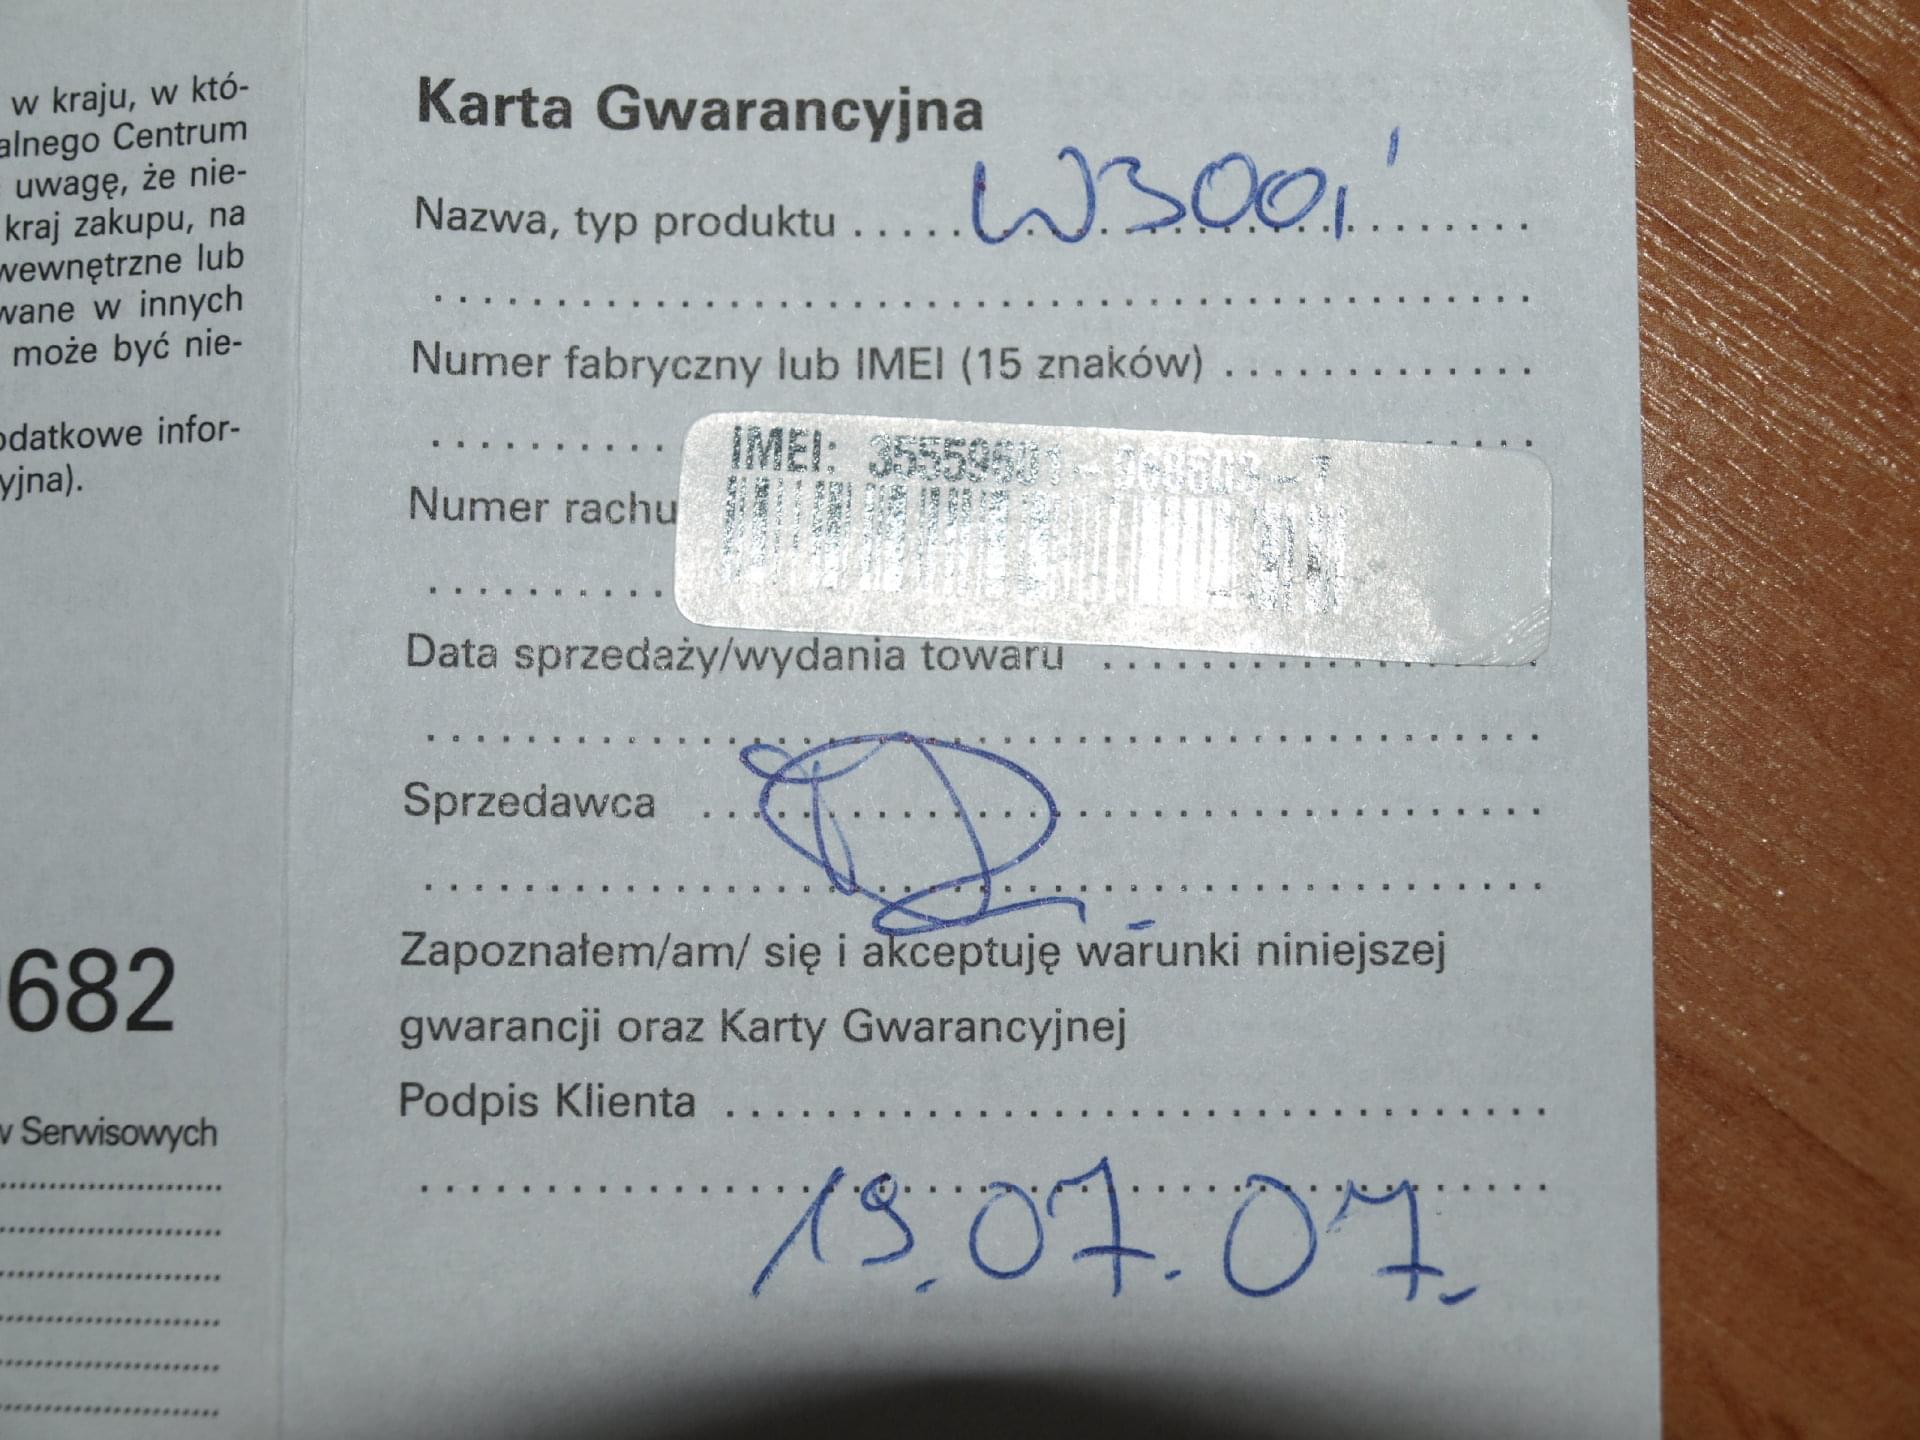 w kraju, w któ-
alnego Centrum
uwagę, że nie-
kraj zakupu, na
wewnętrzne lub
wane w innych
może być nie-
odatkowe infor-
yjna).
682
w Serwisowych
Karta Gwarancyjna
Nazwa, typ produktu W300i
Numer fabryczny lub IMEI (15 znaków)
IMEI:
Numer rachu
Data sprzedaży/wydania towaru
Sprzedawca
Zapoznałem/am/ się i akceptuję warunki niniejszej
gwarancji oraz Karty Gwarancyjnej
Podpis Klienta
19.07.07.